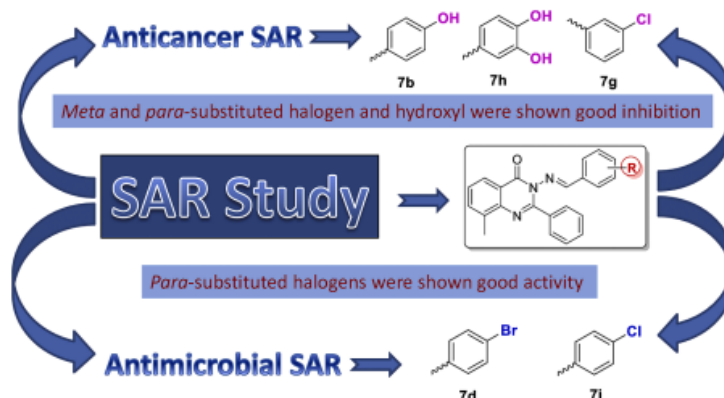 Anticancer SAR
OH
OH
OH
Cl
7b
7h
7g
Meta and para-substituted halogen and hydroxyl were shown good inhibition
SAR Study
O
N
N
N
R
Para-substituted halogens were shown good activity
Antimicrobial SAR
Br
Cl
7d